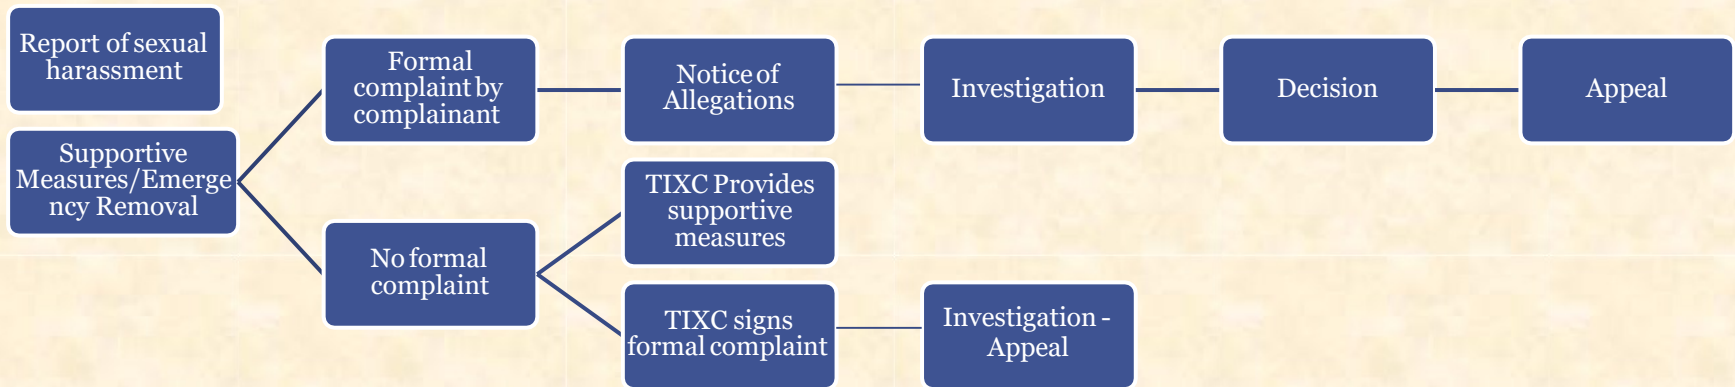 Report of sexual
harassment
Supportive
Measures/Emerge
ncy Removal
Formal
complaint by
complainant
No formal
complaint
Notice of
Allegations
TIXC Provides
supportive
measures
TIXC signs
formal complaint
Investigation
Investigation -
Appeal
Decision
Appeal